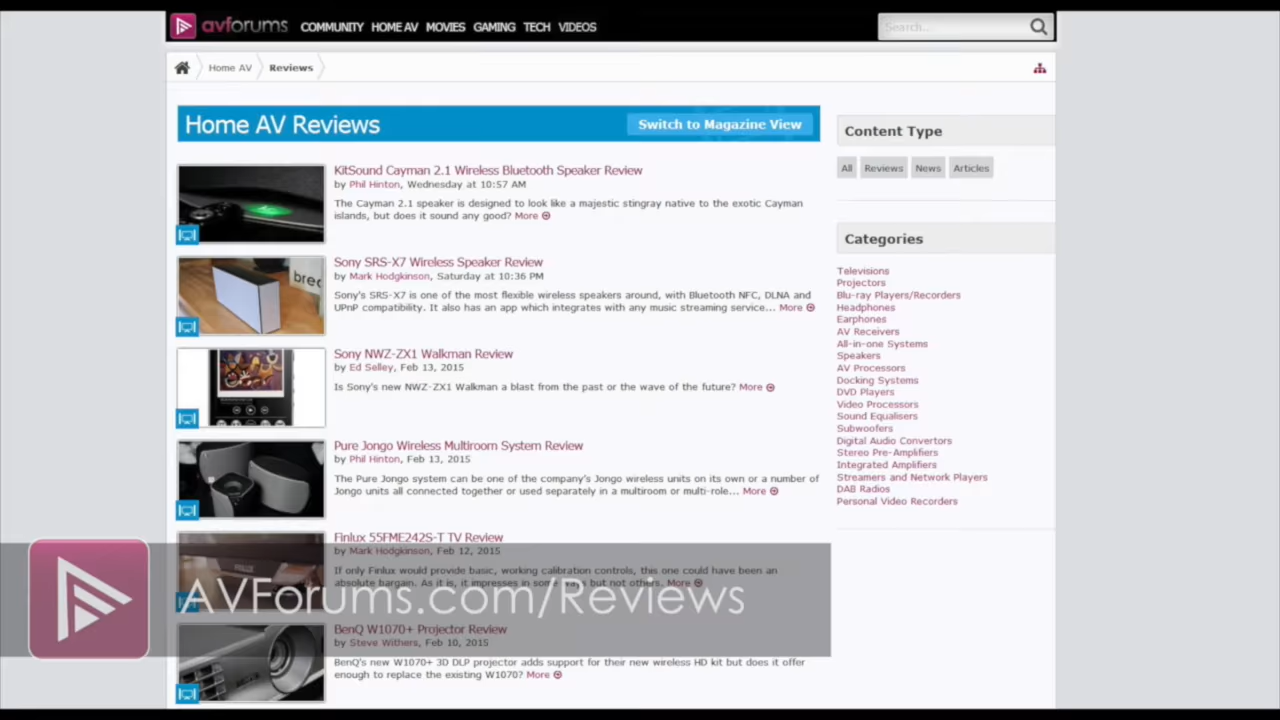 avforums COMMUNITY HOME AV MOVIES GAMING TECH VIDEOS Search...
Home AV Reviews
Home AV Reviews Switch to Magazine View
KitSound Cayman 2.1 Wireless Bluetooth Speaker Review
by Phil Hinton, Wednesday at 10:57 AM
The Cayman 2.1 speaker is designed to look like a majestic stingray native to the exotic Cayman
islands, but does it sound any good? More
Sony SRS-X7 Wireless Speaker Review
by Mark Hodgkinson, Saturday at 10:36 PM
Sony's SRS-X7 is one of the most flexible wireless speakers around, with Bluetooth NFC, DLNA and
UPnP compatibility. It also has an app which integrates with any music streaming service... More
Sony NWZ-ZX1 Walkman Review
by Ed Selley, Feb 13, 2015
Is Sony's new NWZ-ZX1 Walkman a blast from the past or the wave of the future? More
Pure Jongo Wireless Multiroom System Review
by Phil Hinton, Feb 13, 2015
The Pure Jongo system can be one of the company's Jongo wireless units on its own or a number of
Jongo units all connected together or used separately in a multiroom or multi-role... More
Finlux 55FME242S-T TV Review
by Mark Hodgkinson, Feb 12, 2015
If only Finlux would provide basic, working calibration controls, this one could have been an
absolute bargain. As it is, it impresses in some ways but not others. More
AVForums.com/Reviews
BenQ W1070+ Projector Review
by Steve Withers, Feb 10, 2015
BenQ's new W1070+ 3D DLP projector adds support for their new wireless HD kit but does it offer
enough to replace the existing W1070? More
Content Type
All Reviews News Articles
Categories
Televisions
Projectors
Blu-ray Players/Recorders
Headphones
Earphones
AV Receivers
All-in-one Systems
Speakers
AV Processors
Docking Systems
DVD Players
Video Processors
Sound Equalisers
Subwoofers
Digital Audio Convertors
Stereo Pre-Amplifiers
Integrated Amplifiers
Streamers and Network Players
DAB Radios
Personal Video Recorders